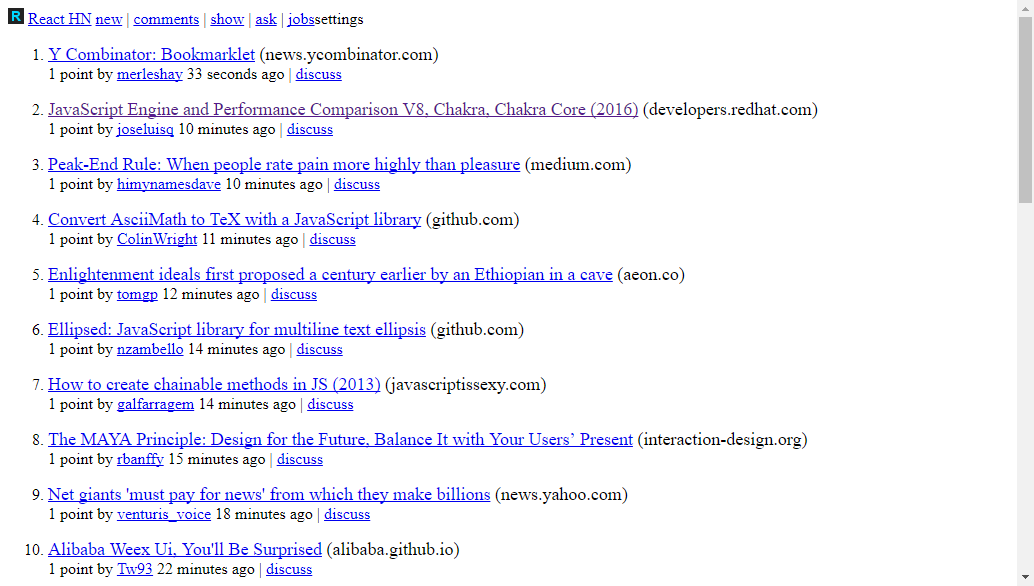 R React HN new | comments | show | ask | jobssettings
1. Y Combinator: Bookmarklet (news.ycombinator.com)
1 point by merleshay 33 seconds ago | discuss
2. JavaScript Engine and Performance Comparison V8, Chakra, Chakra Core (2016) (developers.redhat.com)
1 point by joseluisq 10 minutes ago | discuss
3. Peak-End Rule: When people rate pain more highly than pleasure (medium.com)
1 point by himynamesdave 10 minutes ago | discuss
4. Convert AsciiMath to TeX with a JavaScript library (github.com)
1 point by ColinWright 11 minutes ago | discuss
5. Enlightenment ideals first proposed a century earlier by an Ethiopian in a cave (aeon.co)
1 point by tomgp 12 minutes ago | discuss
6. Ellipsed: JavaScript library for multiline text ellipsis (github.com)
1 point by nzambello 14 minutes ago | discuss
7. How to create chainable methods in JS (2013) (javascriptissexy.com)
1 point by galfarragem 14 minutes ago | discuss
8. The MAYA Principle: Design for the Future, Balance It with Your Users’ Present (interaction-design.org)
1 point by rbanffy 15 minutes ago | discuss
9. Net giants 'must pay for news' from which they make billions (news.yahoo.com)
1 point by venturis_voice 18 minutes ago | discuss
10. Alibaba Weex Ui, You'll Be Surprised (alibaba.github.io)
1 point by Tw93 22 minutes ago | discuss